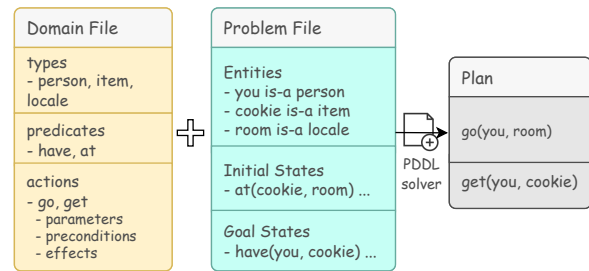 Domain File
types
- person, item,
locale
predicates
- have, at
actions
- go, get
- parameters
- preconditions
- effects
Problem File
Entities
- you is-a person
- cookie is-a item
- room is-a locale
Initial States
- at(cookie, room) ...
Goal States
- have(you, cookie) ...
PDDL
solver
Plan
go(you, room)
get(you, cookie)